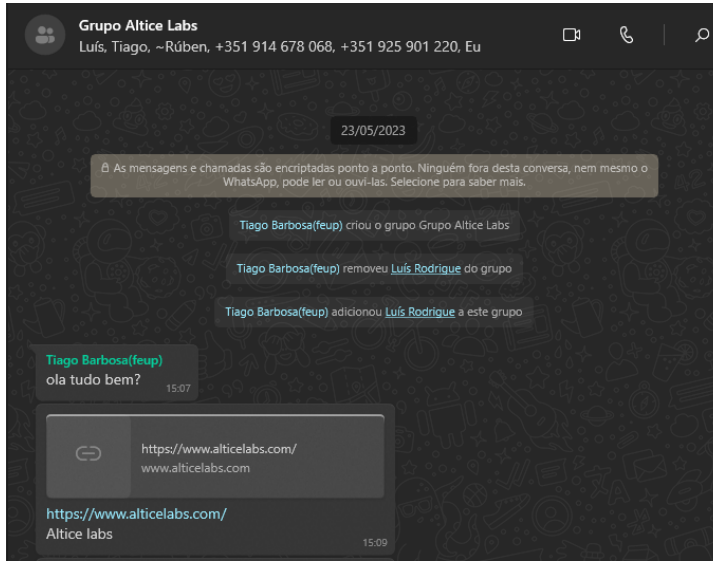 Grupo Altice Labs
Luís, Tiago, ~Rúben, +351 914 678 068, +351 925 901 220, Eu
23/05/2023
As mensagens e chamadas são encriptadas ponto a ponto. Ninguém fora desta conversa, nem mesmo o
WhatsApp, pode ler ou ouvi-las. Selecione para saber mais.
Tiago Barbosa(feup) criou o grupo Grupo Altice Labs
Tiago Barbosa(feup) removeu Luís Rodrigue do grupo
Tiago Barbosa(feup) adicionou Luís Rodrigue a este grupo
Tiago Barbosa(feup)
ola tudo bem?
15:07
https://www.alticelabs.com/
www.alticelabs.com
https://www.alticelabs.com/
Altice labs
15:09